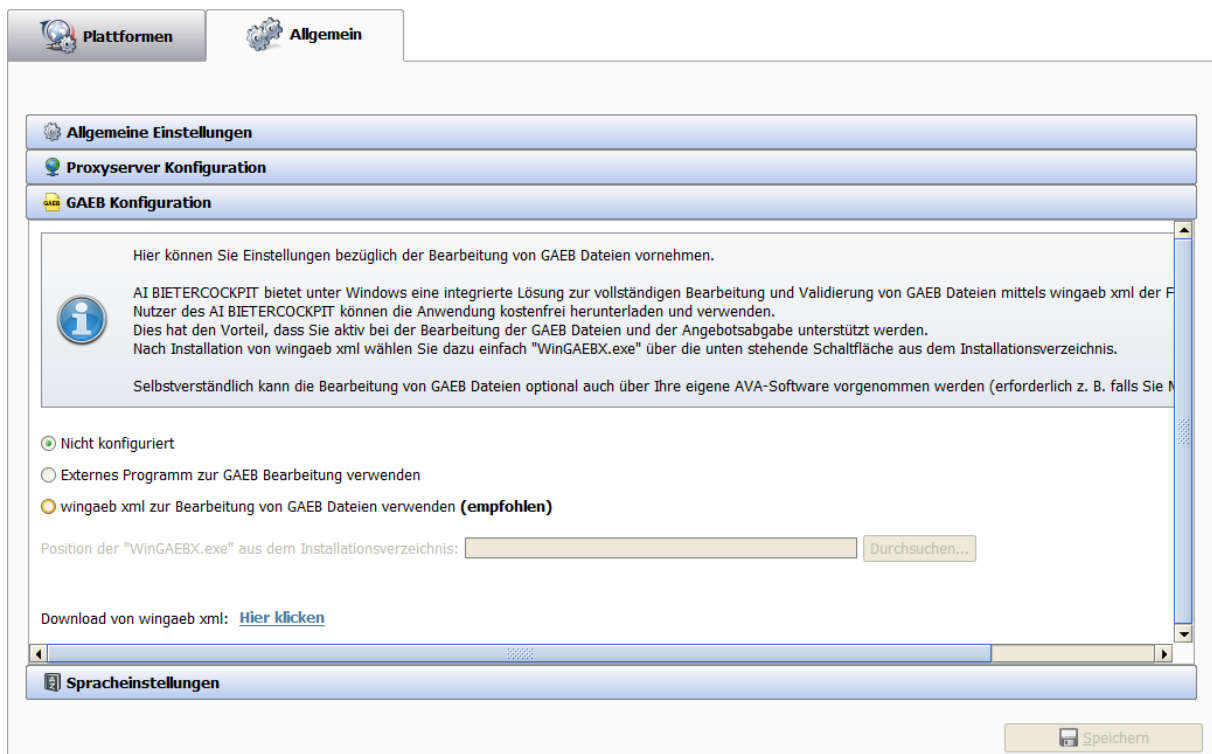 Plattformen
Allgemein
Allgemeine Einstellungen
Proxyserver Konfiguration
GAEB
GAEB Konfiguration
Hier können Sie Einstellungen bezüglich der Bearbeitung von GAEB Dateien vornehmen.
AI BIETERCOCKPIT bietet unter Windows eine integrierte Lösung zur vollständigen Bearbeitung und Validierung von GAEB Dateien mittels wingaeb xml der F
Nutzer des AI BIETERCOCKPIT können die Anwendung kostenfrei herunterladen und verwenden.
Dies hat den Vorteil, dass Sie aktiv bei der Bearbeitung der GAEB Dateien und der Angebotsabgabe unterstützt werden.
Nach Installation von wingaeb xml wählen Sie dazu einfach "WinGAEBX.exe" über die unten stehende Schaltfläche aus dem Installationsverzeichnis.
Selbstverständlich kann die Bearbeitung von GAEB Dateien optional auch über Ihre eigene AVA-Software vorgenommen werden (erforderlich z. B. falls Sie
Nicht konfiguriert
Externes Programm zur GAEB Bearbeitung verwenden
wingaeb xml zur Bearbeitung von GAEB Dateien verwenden (empfohlen)
Position der "WinGAEBX.exe" aus dem Installationsverzeichnis:
Durchsuchen...
Download von wingaeb xml: Hier klicken
Spracheinstellungen
Speichern